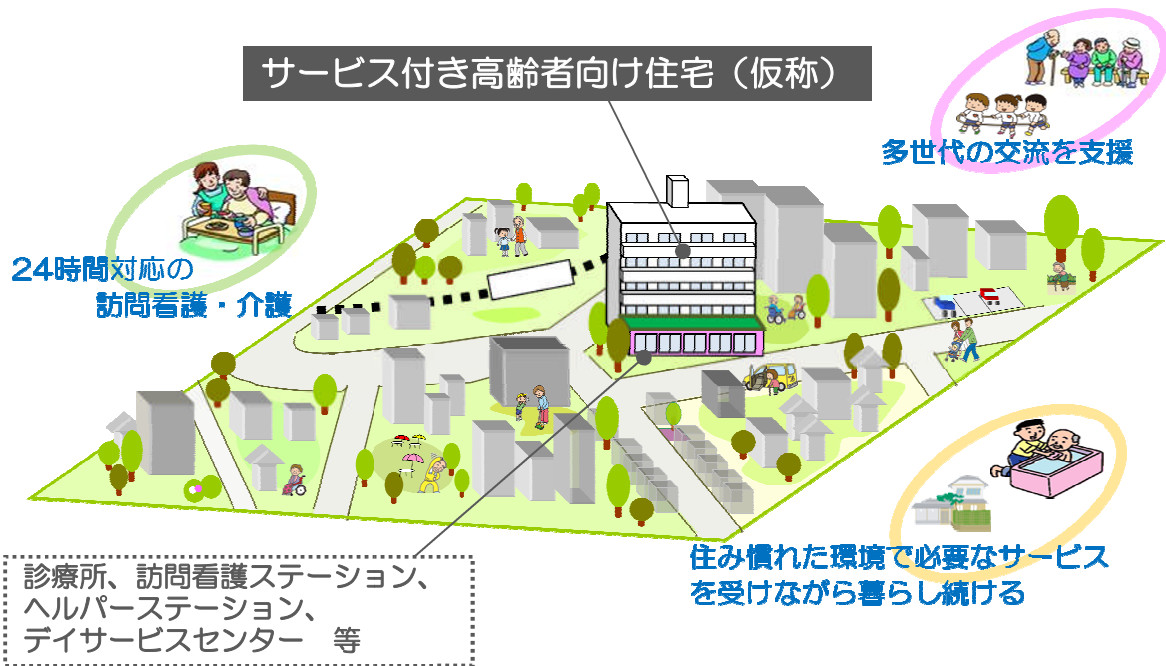 サービス付き高齢者向け住宅（仮称）
多世代の交流を支援
24時間対応の
訪問看護・介護
住み慣れた環境で必要なサービス
を受けながら暮らし続ける
診療所、訪問看護ステーション、
ヘルパーステーション、
デイサービスセンター　等